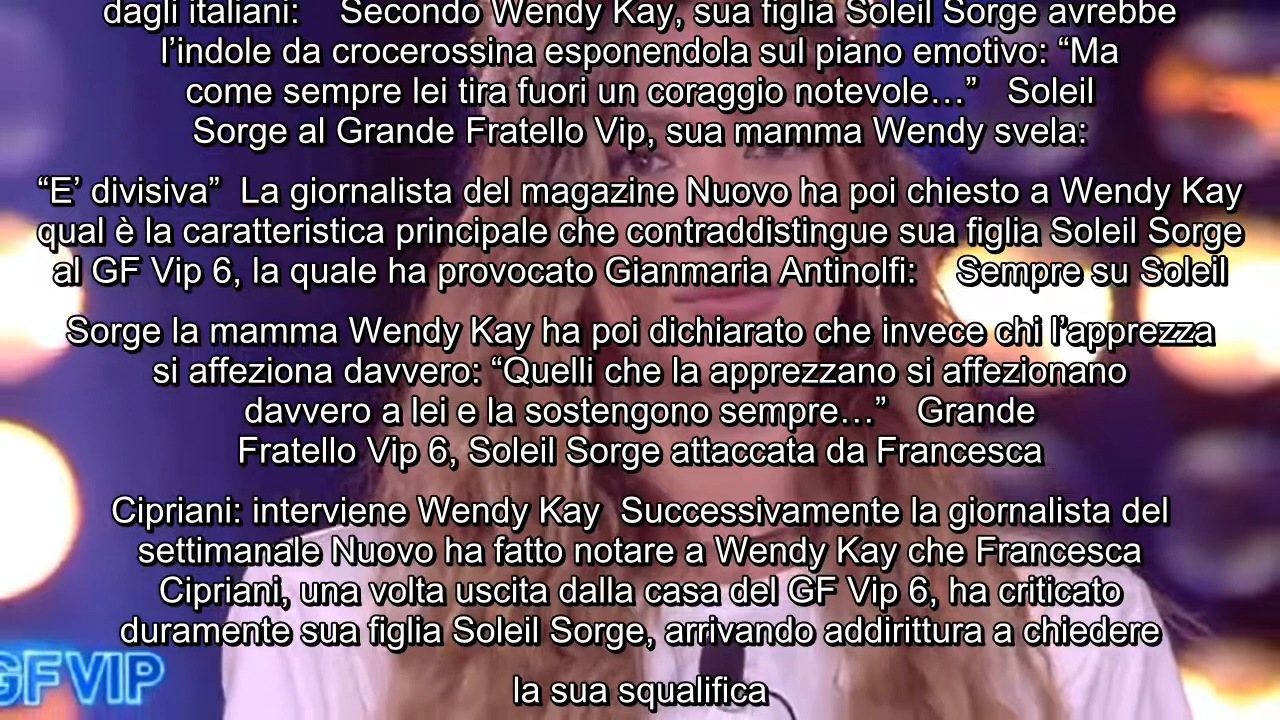 dagli italiani: Secondo Wendy Kay, sua figlia Soleil Sorge avrebbe
l’indole da crocerossina esponendola sul piano emotivo: “Ma
come sempre lei tira fuori un coraggio notevole…” Soleil
Sorge al Grande Fratello Vip, sua mamma Wendy svela:
“E’ divisiva” La giornalista del magazine Nuovo ha poi chiesto a Wendy Kay
qual è la caratteristica principale che contraddistingue sua figlia Soleil Sorge
al GF Vip 6, la quale ha provocato Gianmaria Antinolfi: Sempre su Soleil
Sorge la mamma Wendy Kay ha poi dichiarato che invece chi l’apprezza
si affeziona davvero: “Quelli che la apprezzano si affezionano
davvero a lei e la sostengono sempre…” Grande
Fratello Vip 6, Soleil Sorge attaccata da Francesca
Cipriani: interviene Wendy Kay Successivamente la giornalista del
settimanale Nuovo ha fatto notare a Wendy Kay che Francesca
Cipriani, una volta uscita dalla casa del GF Vip 6, ha criticato
duramente sua figlia Soleil Sorge, arrivando addirittura a chiedere
la sua squalifica
GF VIP